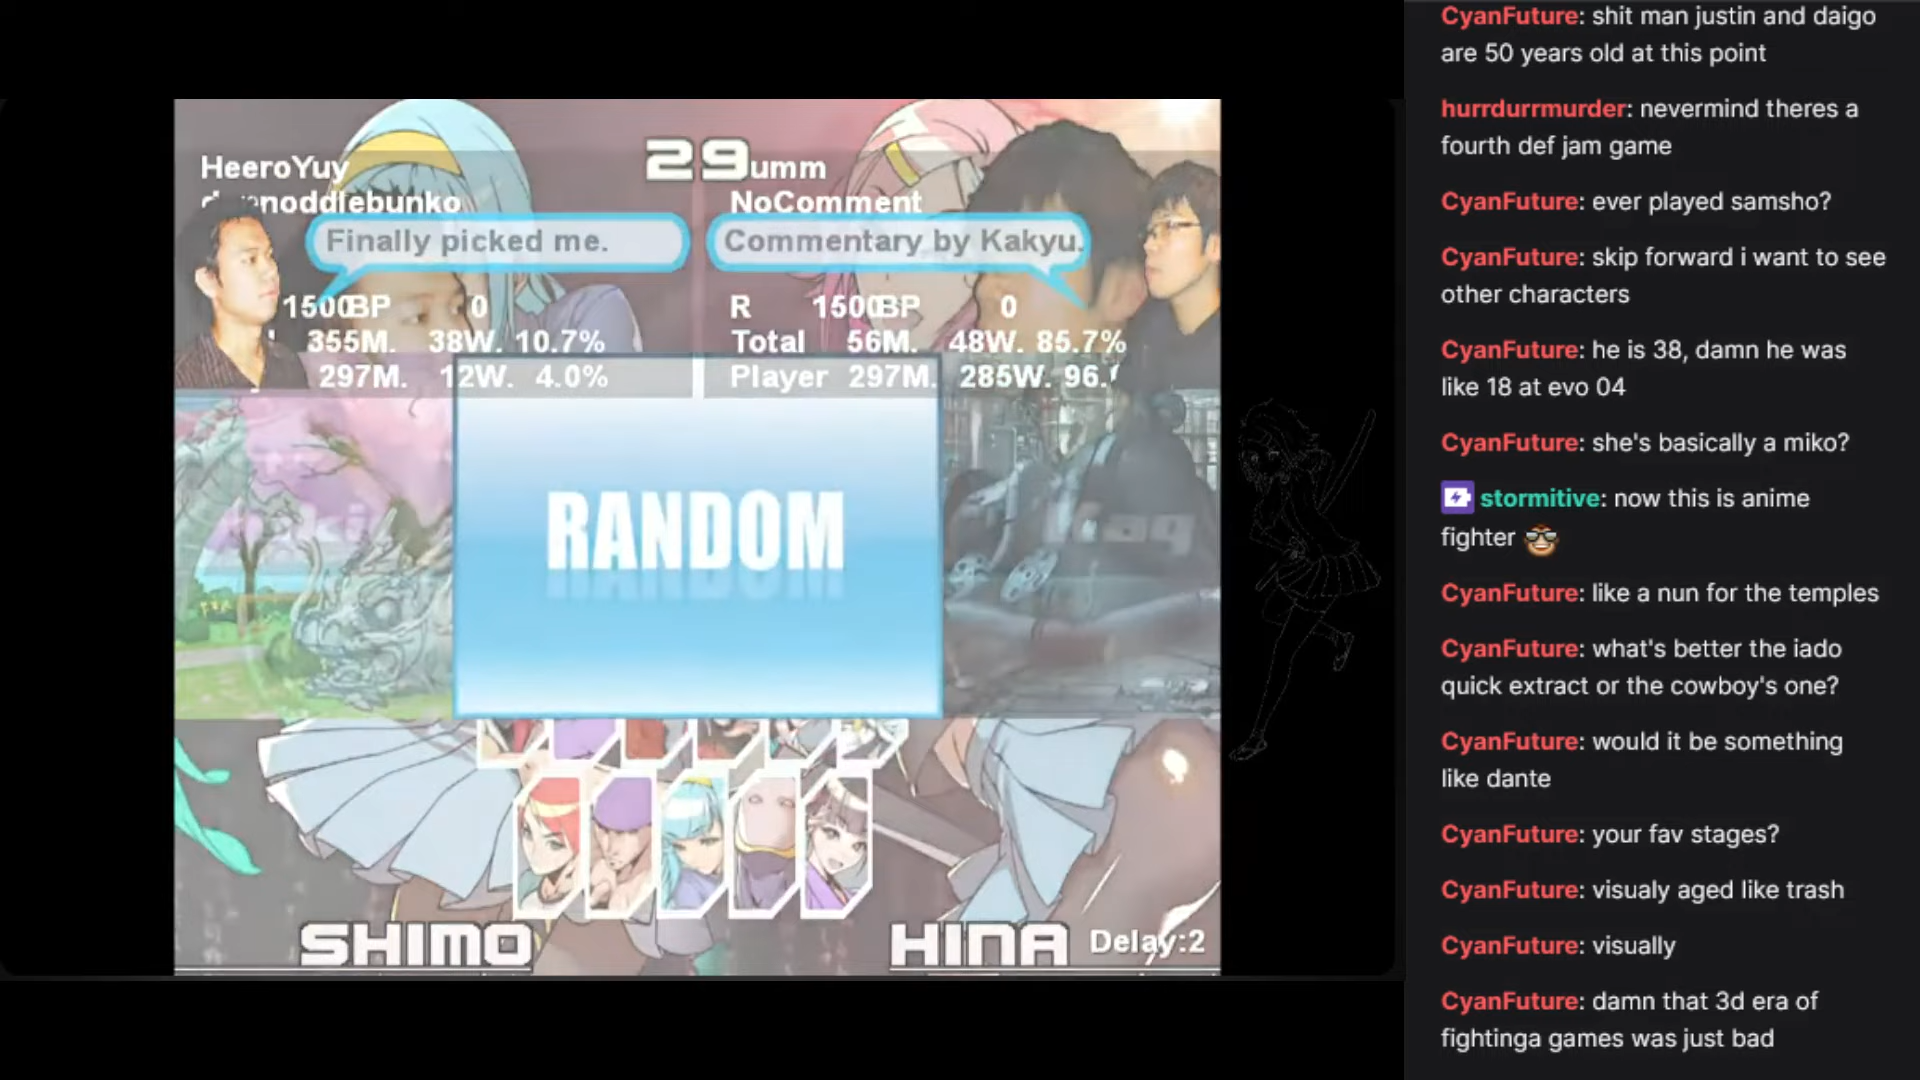 HeeroYuy
29
umm
noddlebunko
NoComment
Finally picked me.
Commentary by Kakyu.
1500BP 0
R 1500BP 0
355M. 38W. 10.7%
Total 56M. 48W. 85.7%
297M. 12W. 4.0%
Player 297M. 285W. 96.
RANDOM
SHIMO
HINA
Delay:2
CyanFuture: shit man justin and daigo
are 50 years old at this point
hurrdurrmurder: nevermind theres a
fourth def jam game
CyanFuture: ever played samsho?
CyanFuture: skip forward i want to see
other characters
CyanFuture: he is 38, damn he was
like 18 at evo 04
CyanFuture: she's basically a miko?
stormitive: now this is anime
fighter
CyanFuture: like a nun for the temples
CyanFuture: what's better the iado
quick extract or the cowboy's one?
CyanFuture: would it be something
like dante
CyanFuture: your fav stages?
CyanFuture: visualy aged like trash
CyanFuture: visually
CyanFuture: damn that 3d era of
fightinga games was just bad